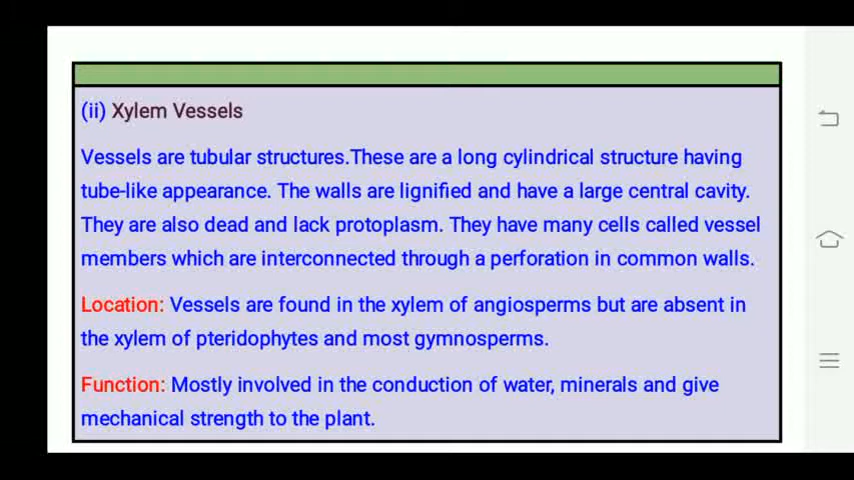 (ii) Xylem Vessels
Vessels are tubular structures.These are a long cylindrical structure having
tube-like appearance. The walls are lignified and have a large central cavity.
They are also dead and lack protoplasm. They have many cells called vessel
members which are interconnected through a perforation in common walls.
Location: Vessels are found in the xylem of angiosperms but are absent in
the xylem of pteridophytes and most gymnosperms.
Function: Mostly involved in the conduction of water, minerals and give
mechanical strength to the plant.